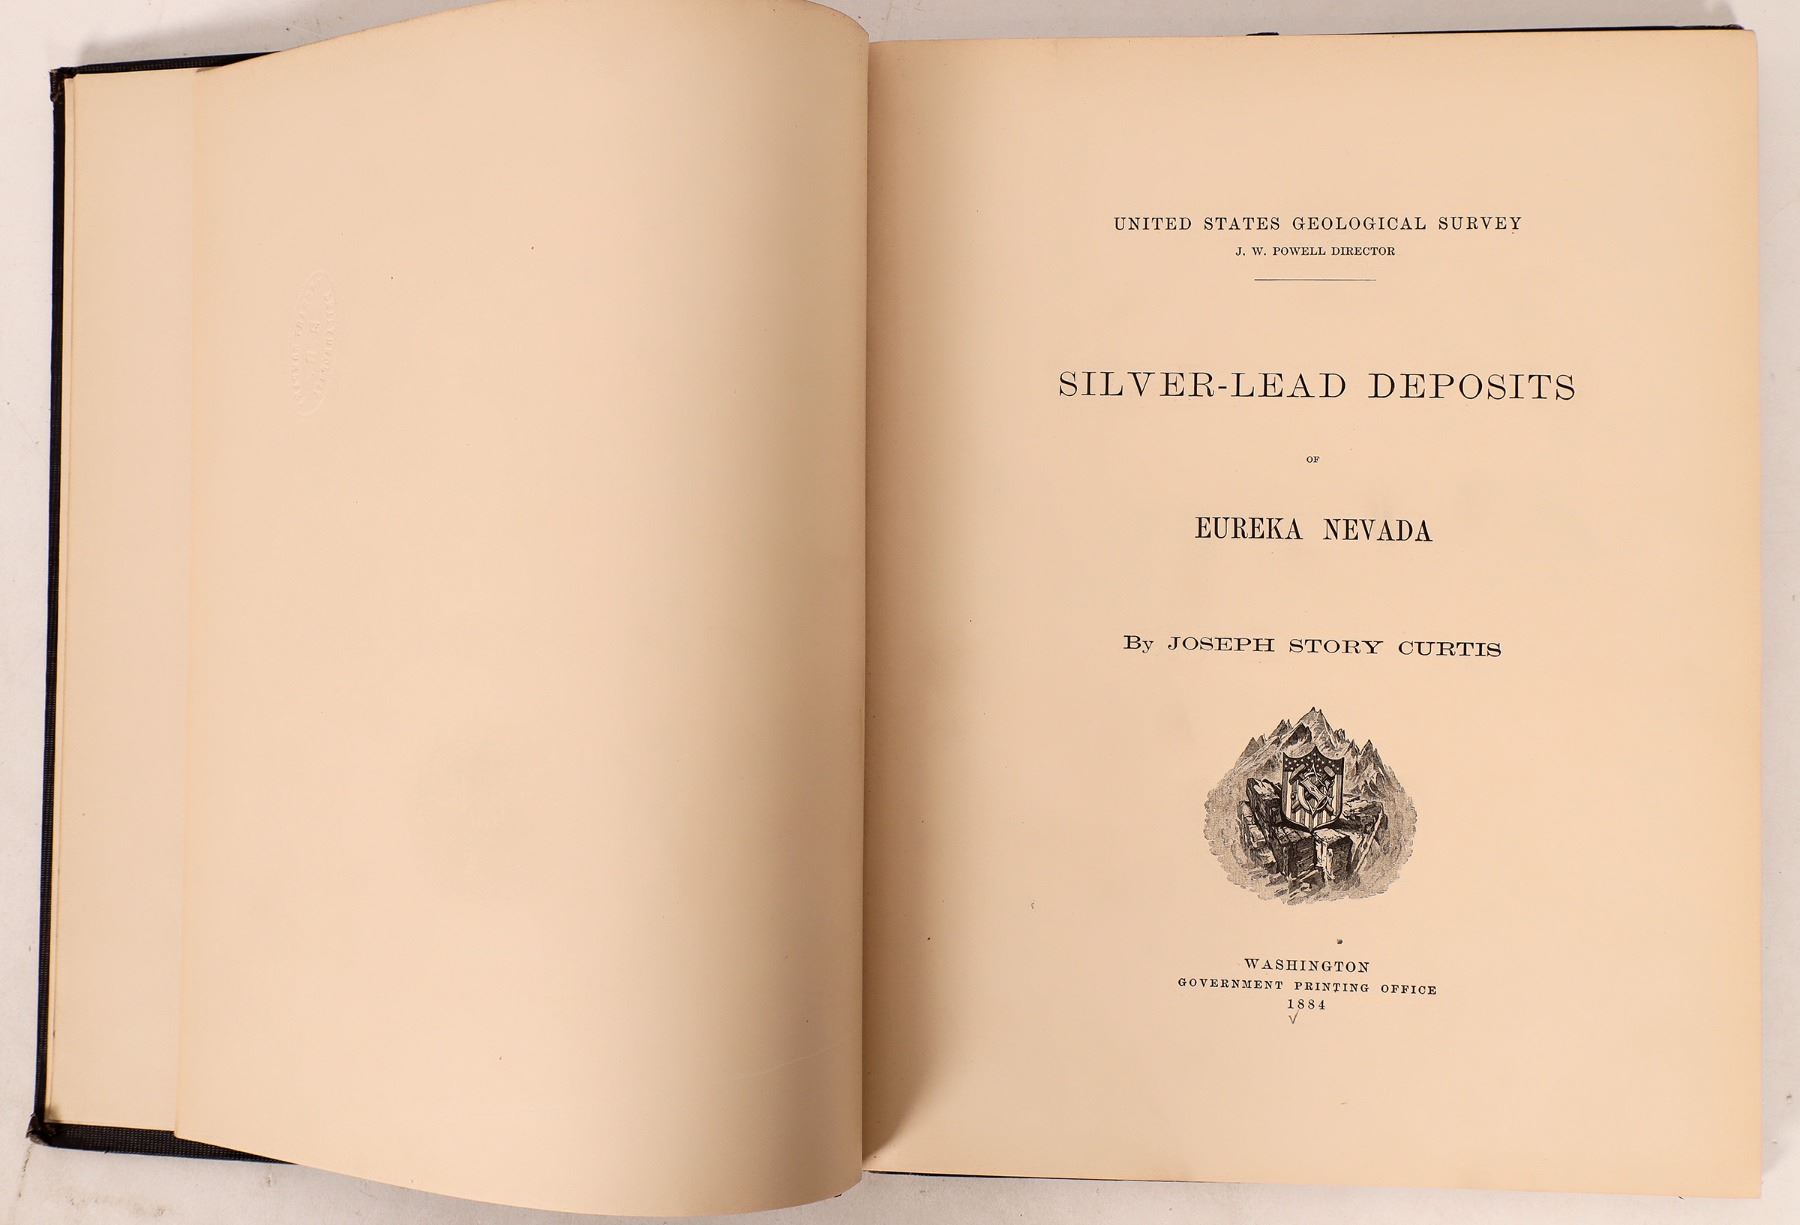 UNITED STATES GEOLOGICAL SURVEY
J. W. POWELL DIRECTOR
SILVER-LEAD DEPOSITS
OF
EUREKA NEVADA
By JOSEPH STORY CURTIS
WASHINGTON
GOVERNMENT PRINTING OFFICE
1884